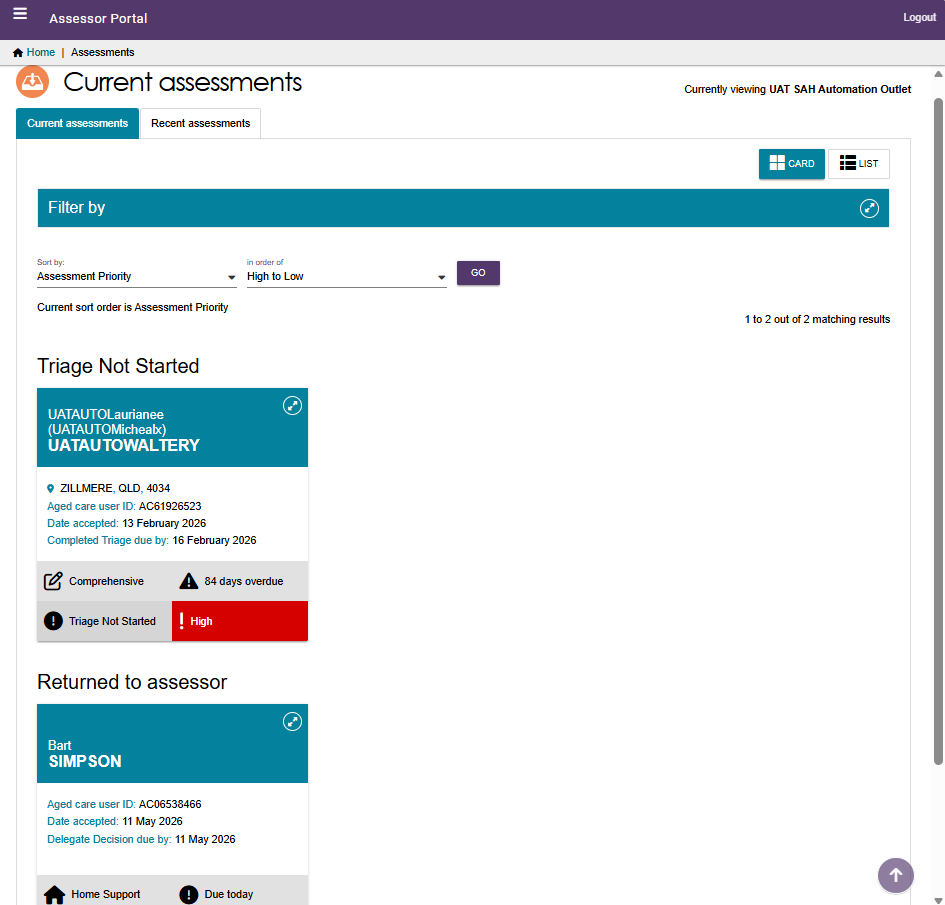 Assessor Portal
Logout
Home | Assessments
Current assessments
Currently viewing UAT SAH Automation Outlet
Current assessments
Recent assessments
CARD
LIST
Filter by
Sort by:
Assessment Priority
in order of
High to Low
GO
Current sort order is Assessment Priority
1 to 2 out of 2 matching results
Triage Not Started
UATAUTOLaurianee
(UATAUTOMichealx)
UATAUTOWALTERY
ZILLMERE, QLD, 4034
Aged care user ID: AC61926523
Date accepted: 13 February 2026
Completed Triage due by: 16 February 2026
Comprehensive
84 days overdue
Triage Not Started
High
Returned to assessor
Bart
SIMPSON
Aged care user ID: AC06538466
Date accepted: 11 May 2026
Delegate Decision due by: 11 May 2026
Home Support
Due today